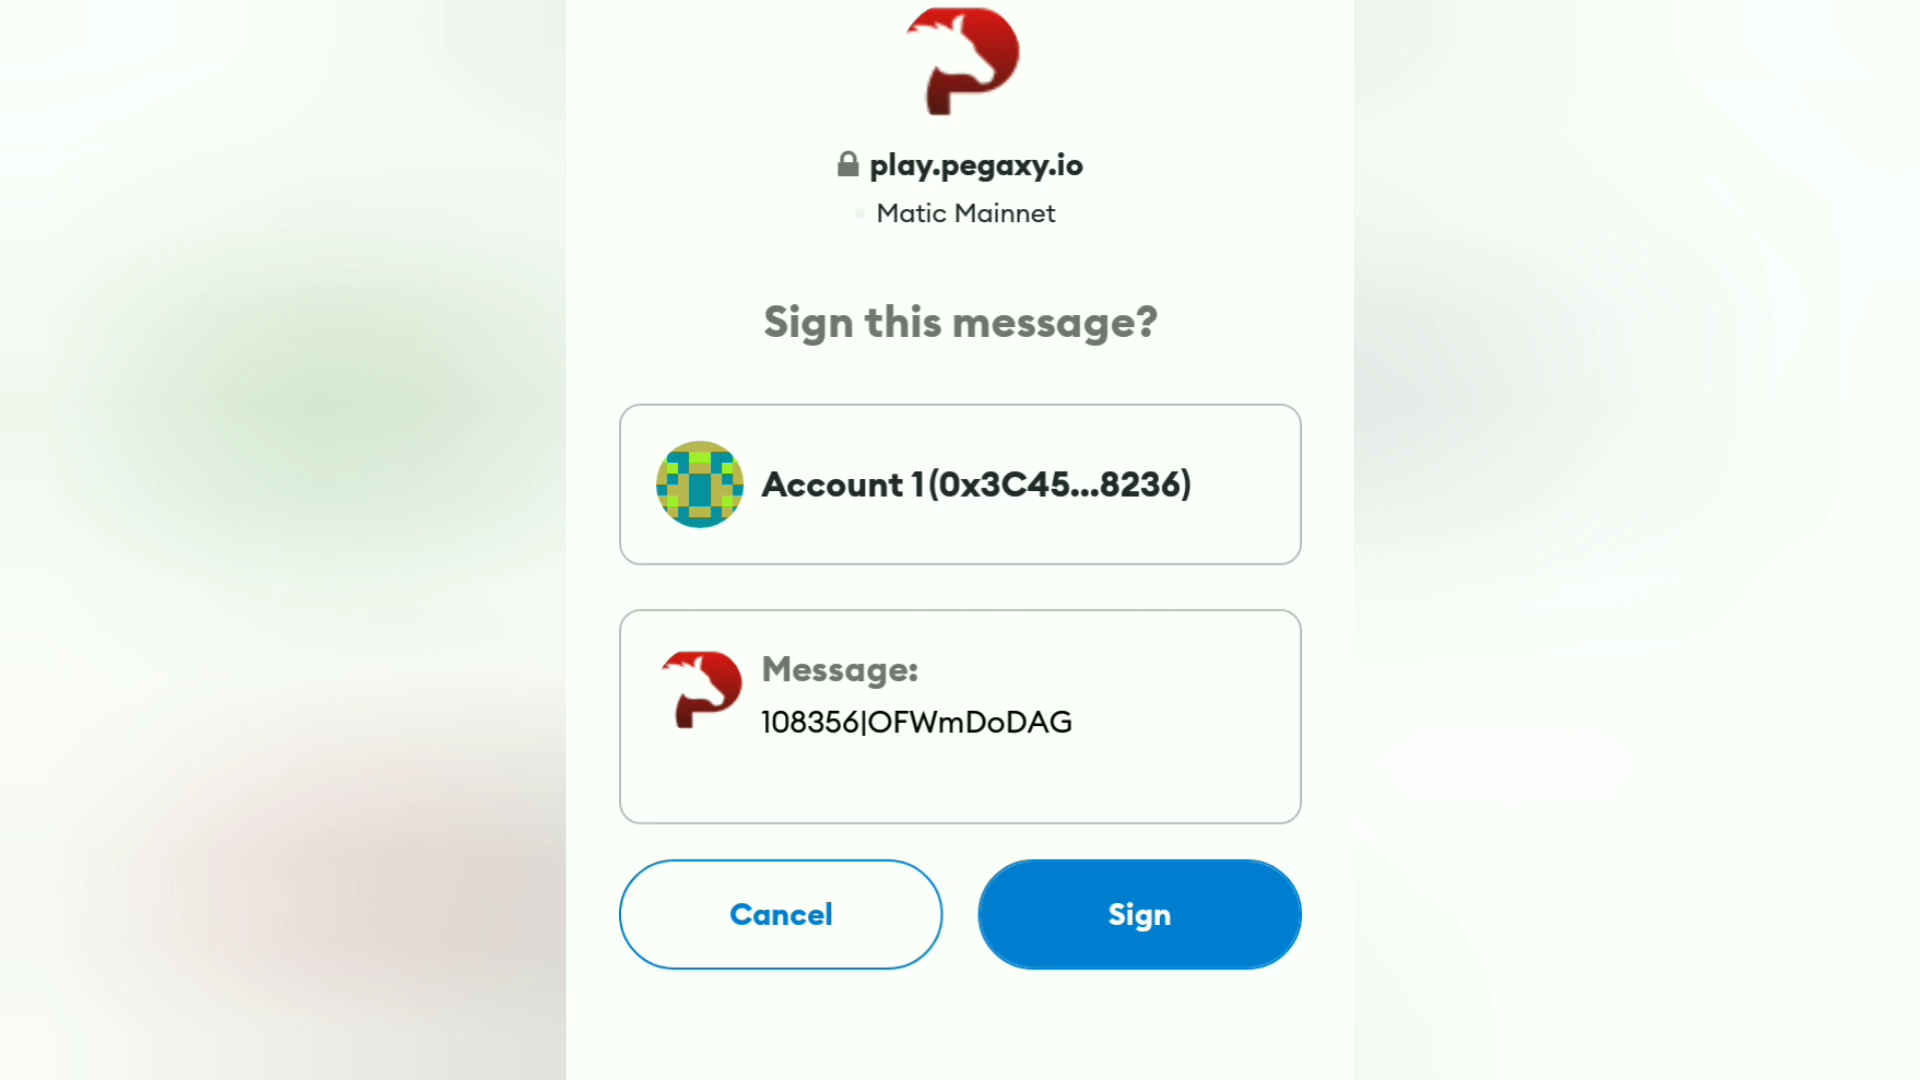 play.pegaxy.io
Matic Mainnet
Sign this message?
Account 1 (0x3C45...8236)
Message:
108356|OFWmDoDAG
Cancel
Sign